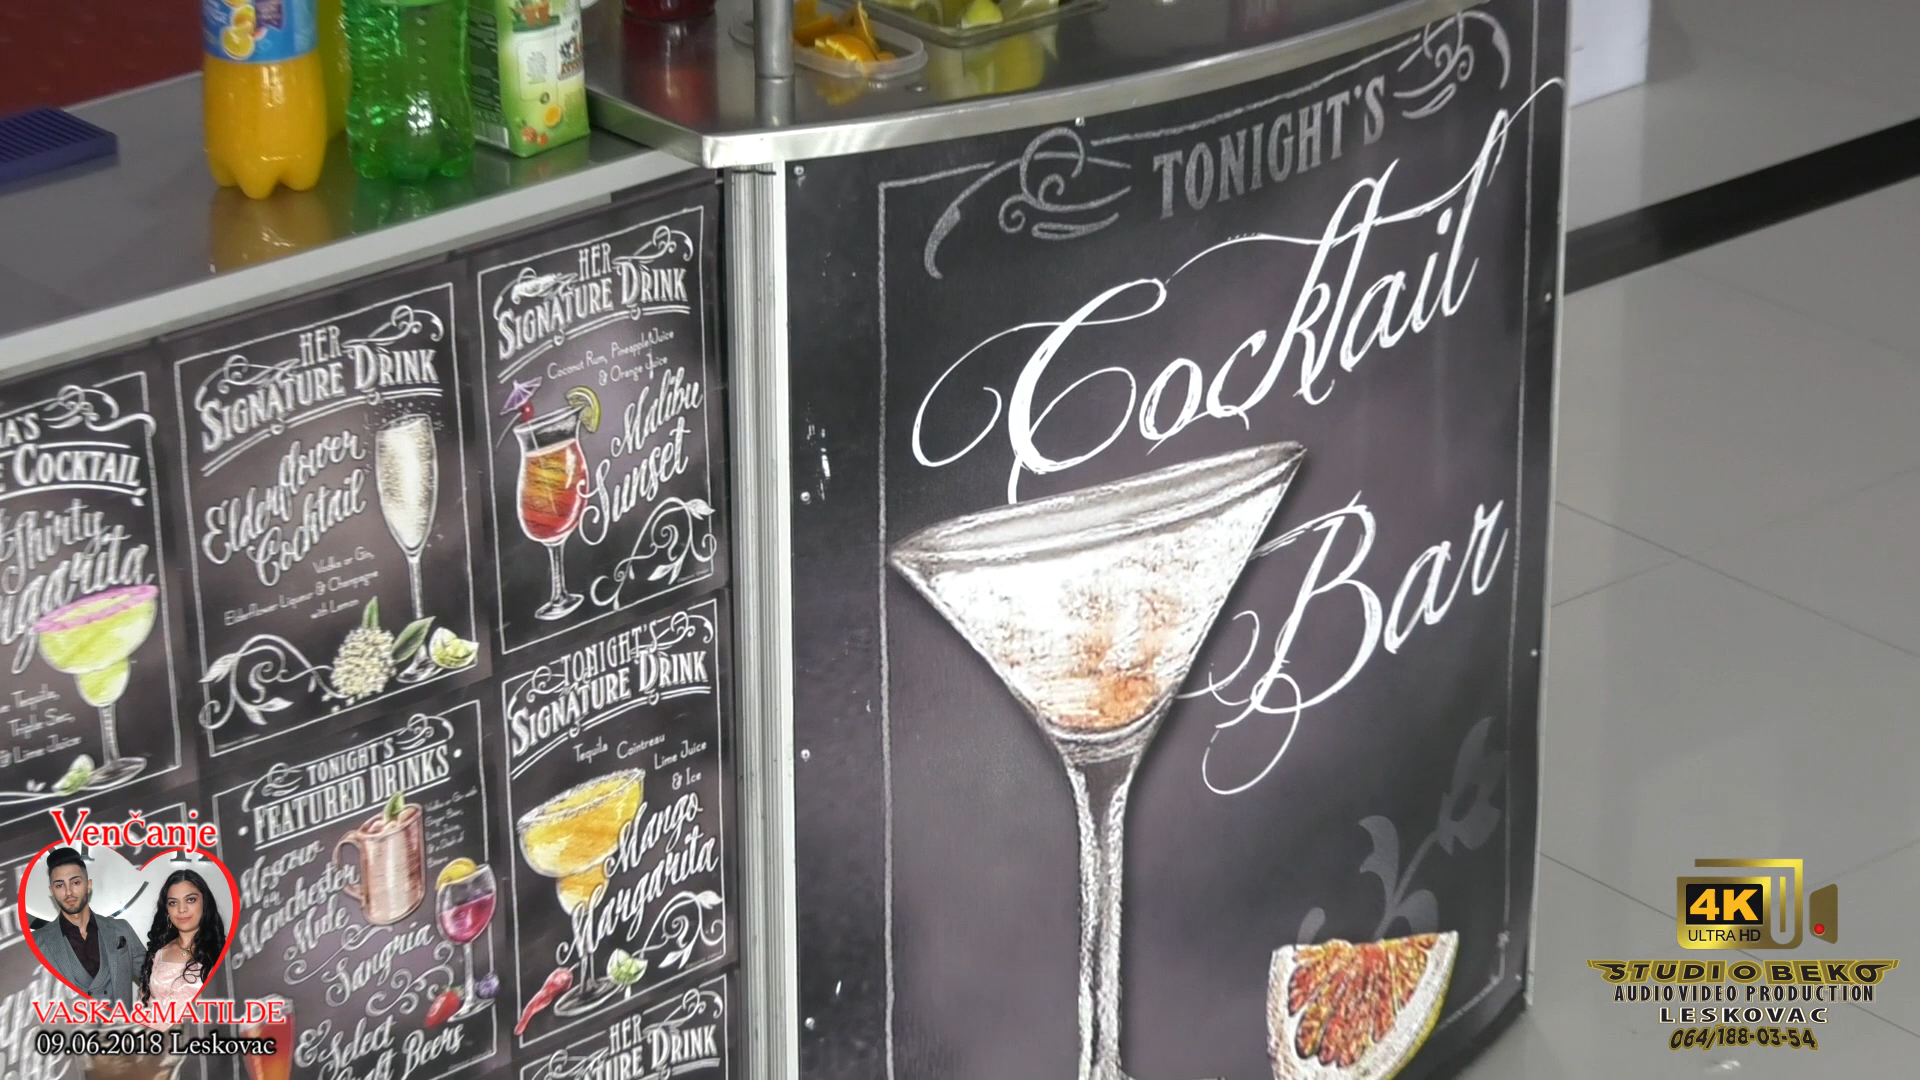 TONIGHT'S
Cocktail
Bar
HER
SIGNATURE DRINK
Coconut Rum, Pineapple Juice
& Orange Juice
Malibu
Sunset
HER
SIGNATURE DRINK
Elderflower
Cocktail
Vodka or Gin,
Elderflower Liqueur & Champagne
with Lemon
COCKTAIL
Thirty
Tequila,
Triple Sec,
& Lime Juice
TONIGHT'S
SIGNATURE DRINK
Tequila Cointreau
Lime Juice
& Ice
Mango
Margarita
TONIGHT'S
• FEATURED DRINKS •
Moscow
or
Manchester
Mule
Sangria
& Select
Craft Beers
HER
DRINK
Venčanje
VASKA&MATILDE
09.06.2018 Leskovac
4K
ULTRA HD
STUDIO BEKO
AUDIO VIDEO PRODUCTION
LESKOVAC
064/188-03-54